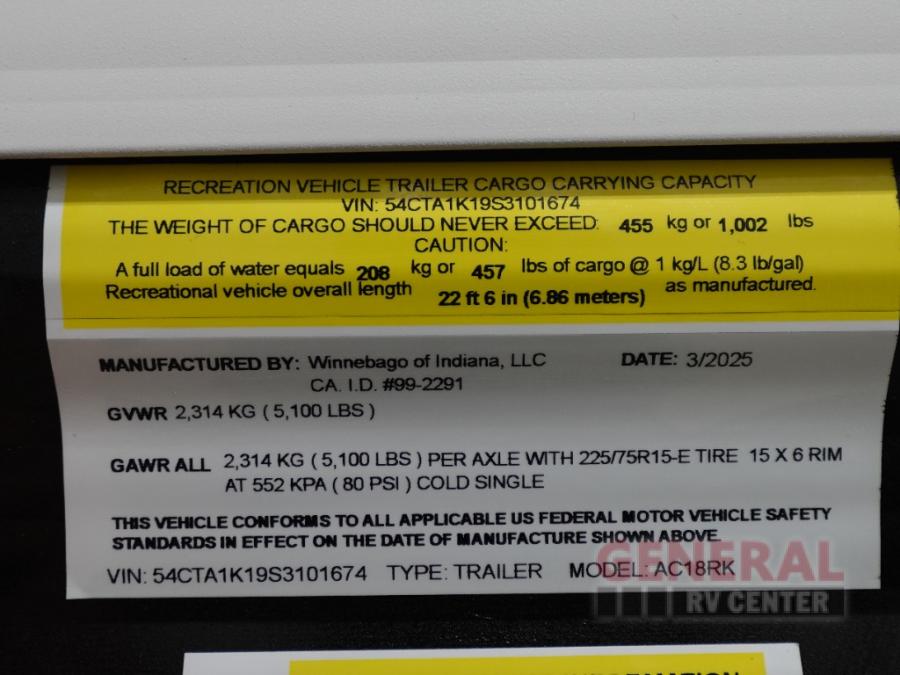 RECREATION VEHICLE TRAILER CARGO CARRYING CAPACITY
VIN: 54CTA1K19S3101674
THE WEIGHT OF CARGO SHOULD NEVER EXCEED: 455 kg or 1,002 lbs
CAUTION:
A full load of water equals 208 kg or 457 lbs of cargo @ 1 kg/L (8.3 lb/gal)
Recreational vehicle overall length 22 ft 6 in (6.86 meters) as manufactured.
MANUFACTURED BY: Winnebago of Indiana, LLC DATE: 3/2025
CA. I.D. #99-2291
GVWR 2,314 KG ( 5,100 LBS )
GAWR ALL 2,314 KG ( 5,100 LBS ) PER AXLE WITH 225/75R15-E TIRE 15 X 6 RIM
AT 552 KPA ( 80 PSI ) COLD SINGLE
THIS VEHICLE CONFORMS TO ALL APPLICABLE US FEDERAL MOTOR VEHICLE SAFETY
STANDARDS IN EFFECT ON THE DATE OF MANUFACTURE SHOWN ABOVE.
VIN: 54CTA1K19S3101674 TYPE: TRAILER MODEL: AC18RK
GENERAL
RV CENTER